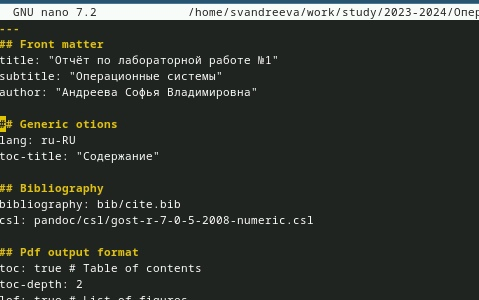 GNU nano 7.2 /home/svandreeva/work/study/2023-2024/Опер
---
## Front matter
title: "Отчёт по лабораторной работе №1"
subtitle: "Операционные системы"
author: "Андреева Софья Владимировна"
## Generic otions
lang: ru-RU
toc-title: "Содержание"
## Bibliography
bibliography: bib/cite.bib
csl: pandoc/csl/gost-r-7-0-5-2008-numeric.csl
## Pdf output format
toc: true # Table of contents
toc-depth: 2
lof: true # List of figures